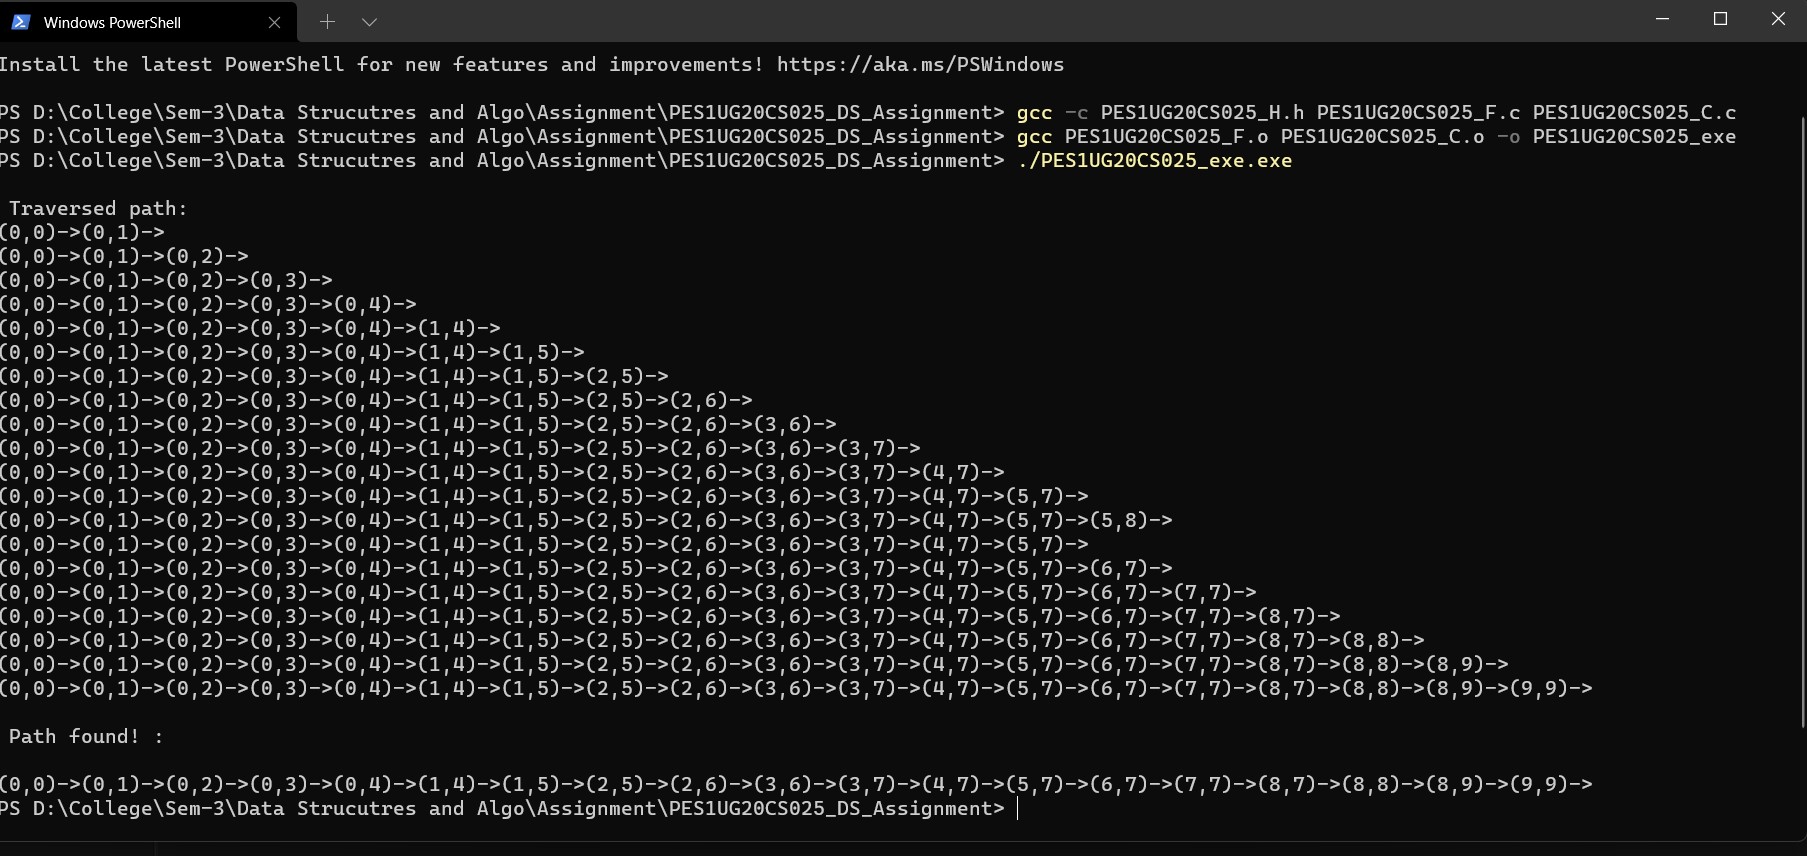 Windows PowerShell
Install the latest PowerShell for new features and improvements! https://aka.ms/PSWindows
PS D:\College\Sem-3\Data Strucutres and Algo\Assignment\PES1UG20CS025_DS_Assignment> gcc -c PES1UG20CS025_H.h PES1UG20CS025_F.c PES1UG20CS025_C.c
PS D:\College\Sem-3\Data Strucutres and Algo\Assignment\PES1UG20CS025_DS_Assignment> gcc PES1UG20CS025_F.o PES1UG20CS025_C.o -o PES1UG20CS025_exe
PS D:\College\Sem-3\Data Strucutres and Algo\Assignment\PES1UG20CS025_DS_Assignment> ./PES1UG20CS025_exe.exe
Traversed path:
(0,0)->(0,1)->
(0,0)->(0,1)->(0,2)->
(0,0)->(0,1)->(0,2)->(0,3)->
(0,0)->(0,1)->(0,2)->(0,3)->(0,4)->
(0,0)->(0,1)->(0,2)->(0,3)->(0,4)->(1,4)->
(0,0)->(0,1)->(0,2)->(0,3)->(0,4)->(1,4)->(1,5)->
(0,0)->(0,1)->(0,2)->(0,3)->(0,4)->(1,4)->(1,5)->(2,5)->
(0,0)->(0,1)->(0,2)->(0,3)->(0,4)->(1,4)->(1,5)->(2,5)->(2,6)->
(0,0)->(0,1)->(0,2)->(0,3)->(0,4)->(1,4)->(1,5)->(2,5)->(2,6)->(3,6)->
(0,0)->(0,1)->(0,2)->(0,3)->(0,4)->(1,4)->(1,5)->(2,5)->(2,6)->(3,6)->(3,7)->
(0,0)->(0,1)->(0,2)->(0,3)->(0,4)->(1,4)->(1,5)->(2,5)->(2,6)->(3,6)->(3,7)->(4,7)->
(0,0)->(0,1)->(0,2)->(0,3)->(0,4)->(1,4)->(1,5)->(2,5)->(2,6)->(3,6)->(3,7)->(4,7)->(5,7)->
(0,0)->(0,1)->(0,2)->(0,3)->(0,4)->(1,4)->(1,5)->(2,5)->(2,6)->(3,6)->(3,7)->(4,7)->(5,7)->(5,8)->
(0,0)->(0,1)->(0,2)->(0,3)->(0,4)->(1,4)->(1,5)->(2,5)->(2,6)->(3,6)->(3,7)->(4,7)->(5,7)->
(0,0)->(0,1)->(0,2)->(0,3)->(0,4)->(1,4)->(1,5)->(2,5)->(2,6)->(3,6)->(3,7)->(4,7)->(5,7)->(6,7)->
(0,0)->(0,1)->(0,2)->(0,3)->(0,4)->(1,4)->(1,5)->(2,5)->(2,6)->(3,6)->(3,7)->(4,7)->(5,7)->(6,7)->(7,7)->
(0,0)->(0,1)->(0,2)->(0,3)->(0,4)->(1,4)->(1,5)->(2,5)->(2,6)->(3,6)->(3,7)->(4,7)->(5,7)->(6,7)->(7,7)->(8,7)->
(0,0)->(0,1)->(0,2)->(0,3)->(0,4)->(1,4)->(1,5)->(2,5)->(2,6)->(3,6)->(3,7)->(4,7)->(5,7)->(6,7)->(7,7)->(8,7)->(8,8)->
(0,0)->(0,1)->(0,2)->(0,3)->(0,4)->(1,4)->(1,5)->(2,5)->(2,6)->(3,6)->(3,7)->(4,7)->(5,7)->(6,7)->(7,7)->(8,7)->(8,8)->(8,9)->
(0,0)->(0,1)->(0,2)->(0,3)->(0,4)->(1,4)->(1,5)->(2,5)->(2,6)->(3,6)->(3,7)->(4,7)->(5,7)->(6,7)->(7,7)->(8,7)->(8,8)->(8,9)->(9,9)->
Path found! :
(0,0)->(0,1)->(0,2)->(0,3)->(0,4)->(1,4)->(1,5)->(2,5)->(2,6)->(3,6)->(3,7)->(4,7)->(5,7)->(6,7)->(7,7)->(8,7)->(8,8)->(8,9)->(9,9)->
PS D:\College\Sem-3\Data Strucutres and Algo\Assignment\PES1UG20CS025_DS_Assignment>